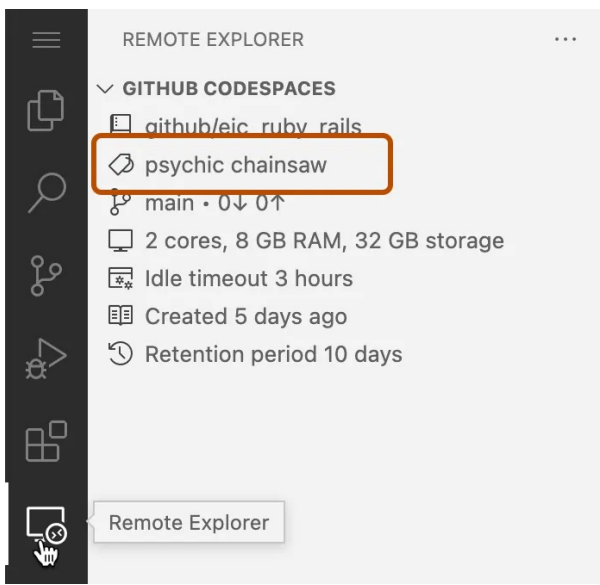 REMOTE EXPLORER
GITHUB CODESPACES
github/eic_ruby_rails
psychic chainsaw
main • 0↓ 0↑
2 cores, 8 GB RAM, 32 GB storage
Idle timeout 3 hours
Created 5 days ago
Retention period 10 days
Remote Explorer